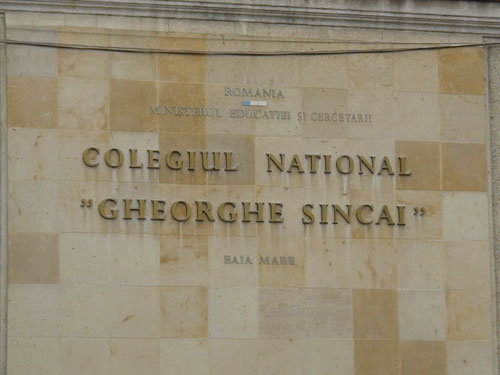 ROMANIA
MINISTERUL EDUCATIEI SI CERCETARII
COLEGIUL NATIONAL
”GHEORGHE SINCAI”
BAIA MARE